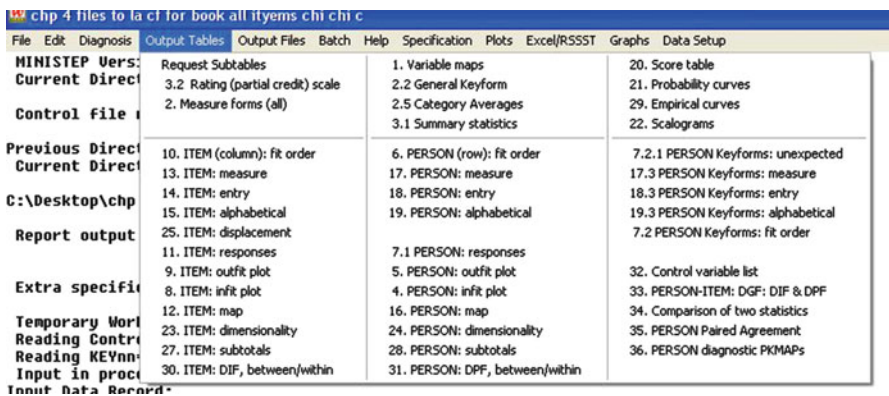 chp 4 files to la cf for book all ityems chi chi c
File Edit Diagnosis Output Tables Output Files Batch Help Specification Plots Excel/RSSST Graphs Data Setup
MINISTEP Vers
Current Direct
Control file
Previous Direct
Current Direct
C:\Desktop\chp
Report output
Extra specifi
Temporary Wor
Reading Contr
Reading KEYnn
Input in proc
Input Data Record:
Request Subtables
3.2 Rating (partial credit) scale
2. Measure forms (all)
10. ITEM (column): fit order
13. ITEM: measure
14. ITEM: entry
15. ITEM: alphabetical
25. ITEM: displacement
11. ITEM: responses
9. ITEM: outfit plot
8. ITEM: infit plot
12. ITEM: map
23. ITEM: dimensionality
27. ITEM: subtotals
30. ITEM: DIF, between/within
1. Variable maps
2.2 General Keyform
2.5 Category Averages
3.1 Summary statistics
6. PERSON (row): fit order
17. PERSON: measure
18. PERSON: entry
19. PERSON: alphabetical
7.1 PERSON: responses
5. PERSON: outfit plot
4. PERSON: infit plot
16. PERSON: map
24. PERSON: dimensionality
28. PERSON: subtotals
31. PERSON: DPF, between/within
20. Score table
21. Probability curves
29. Empirical curves
22. Scalograms
7.2.1 PERSON Keyforms: unexpected
17.3 PERSON Keyforms: measure
18.3 PERSON Keyforms: entry
19.3 PERSON Keyforms: alphabetical
7.2 PERSON Keyforms: fit order
32. Control variable list
33. PERSON-ITEM: DGF: DIF & DPF
34. Comparison of two statistics
35. PERSON Paired Agreement
36. PERSON diagnostic PKMAPs